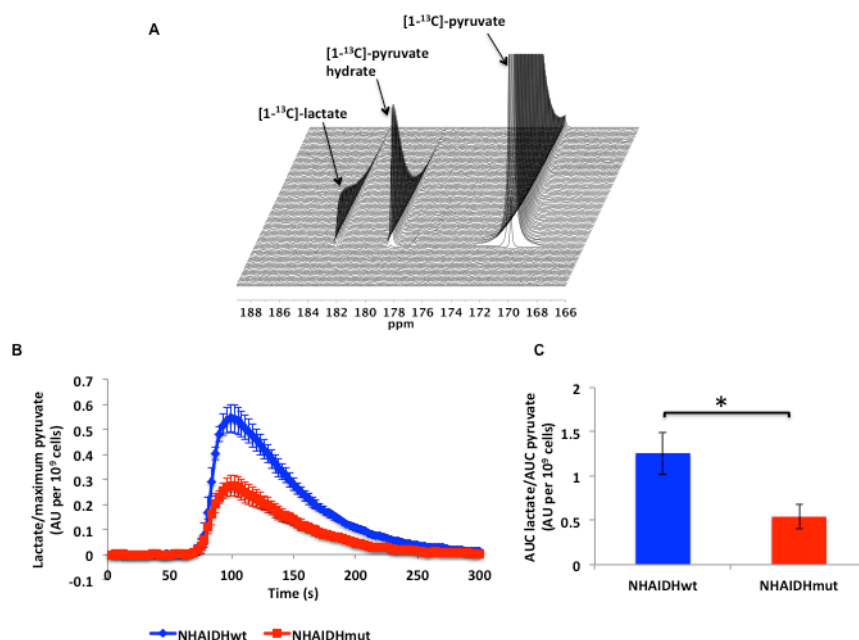 A
[1-¹³C]-pyruvate
[1-¹³C]-pyruvate
hydrate
[1-¹³C]-lactate
188 186 184 182 180 178 176 174 172 170 168 166
ppm
B
Lactate/maximum pyruvate
(AU per 10⁹ cells)
0.7
0.6
0.5
0.4
0.3
0.2
0.1
0
-0.1
0 50 100 150 200 250 300
Time (s)
NHAIDHwt NHAIDHmut
C
AUC lactate/AUC pyruvate
(AU per 10⁹ cells)
2
1.5
1
0.5
0
*
NHAIDHwt NHAIDHmut